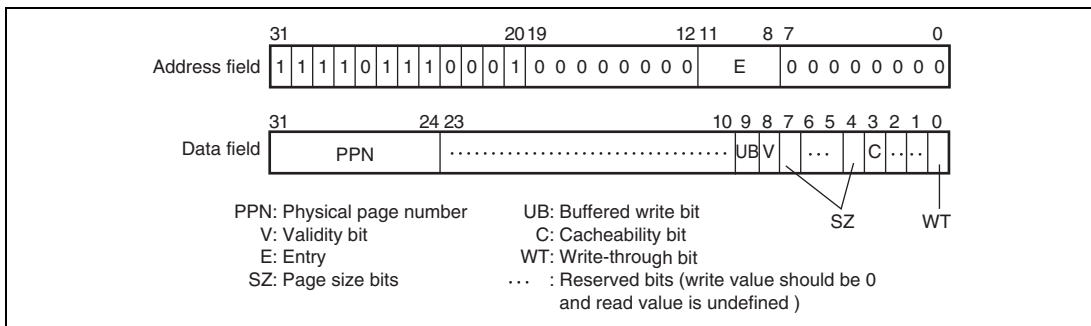 31 20 19 12 11 8 7 0
Address field 1 1 1 1 0 1 1 1 0 0 0 1 0 0 0 0 0 0 0 0 E 0 0 0 0 0 0 0 0
31 24 23 10 9 8 7 6 5 4 3 2 1 0
Data field PPN ........................................ UB V ... C .. .. 
SZ WT
PPN: Physical page number UB: Buffered write bit
V: Validity bit C: Cacheability bit
E: Entry WT: Write-through bit
SZ: Page size bits ... : Reserved bits (write value should be 0
and read value is undefined )